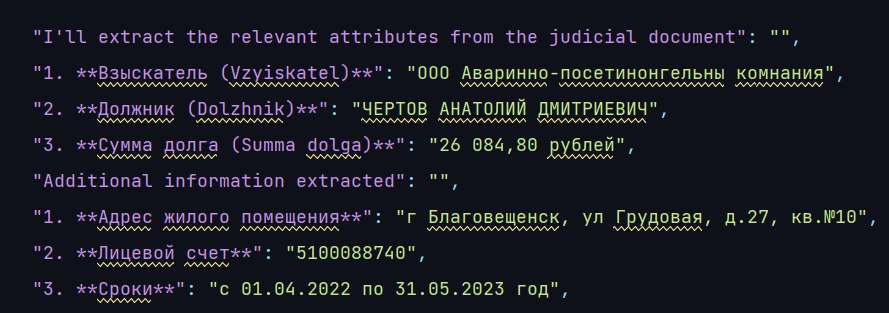 "I'll extract the relevant attributes from the judicial document": "",
"1. **Взыскатель (Vzyiskatel)**": "ООО Аваринно-посетинонгельны комнания",
"2. **Должник (Dolzhnik)**": "ЧЕРТОВ АНАТОЛИЙ ДМИТРИЕВИЧ",
"3. **Сумма долга (Summa dolga)**": "26 084,80 рублей",
"Additional information extracted": "",
"1. **Адрес жилого помещения**": "г Благовещенск, ул Грудовая, д.27, кв.№10",
"2. **Лицевой счет**": "5100088740",
"3. **Сроки**": "с 01.04.2022 по 31.05.2023 год",